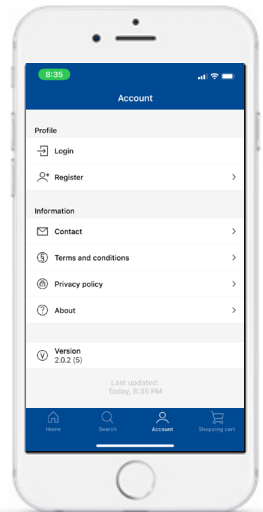 8:35
Account
Profile
Login
Register
Information
Contact
Terms and conditions
Privacy policy
About
Version
2.0.2 (5)
Last updated:
Today, 8:35 PM
Home Search Account Shopping cart